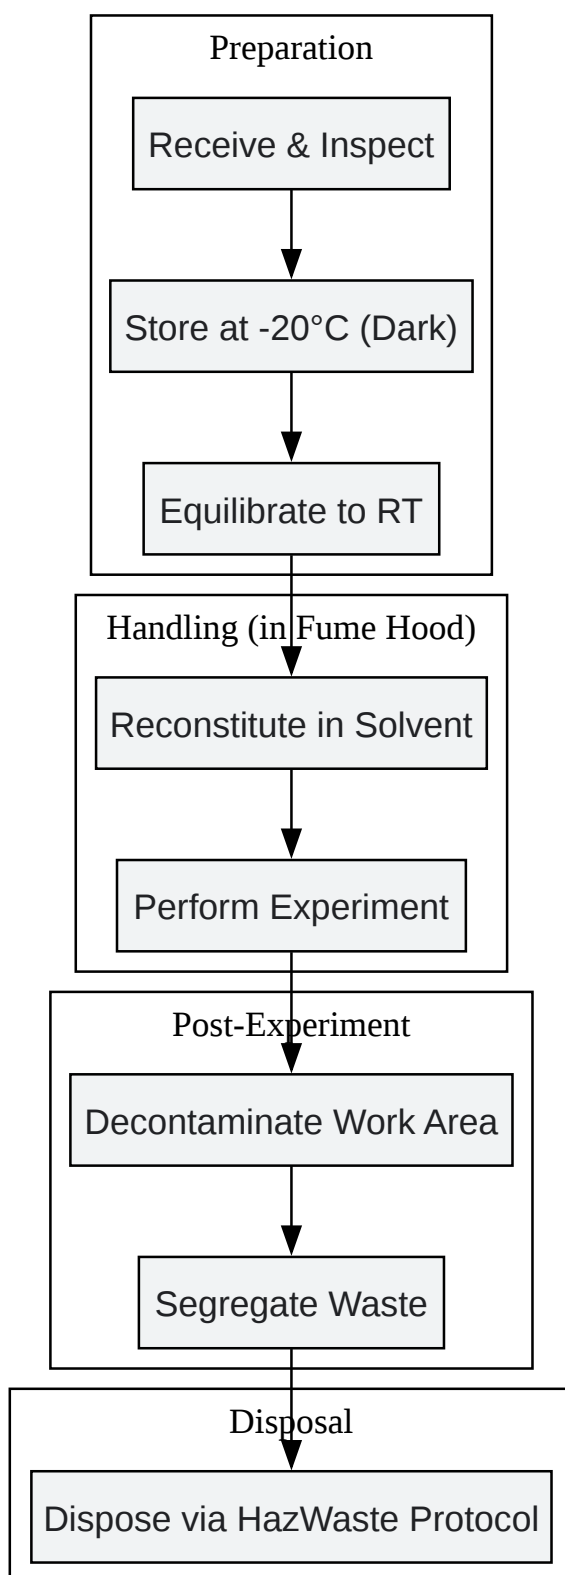 Preparation
Receive & Inspect
Store at -20°C (Dark)
Equilibrate to RT
Handling (in Fume Hood)
Reconstitute in Solvent
Perform Experiment
Post-Experiment
Decontaminate Work Area
Segregate Waste
Disposal
Dispose via HazWaste Protocol